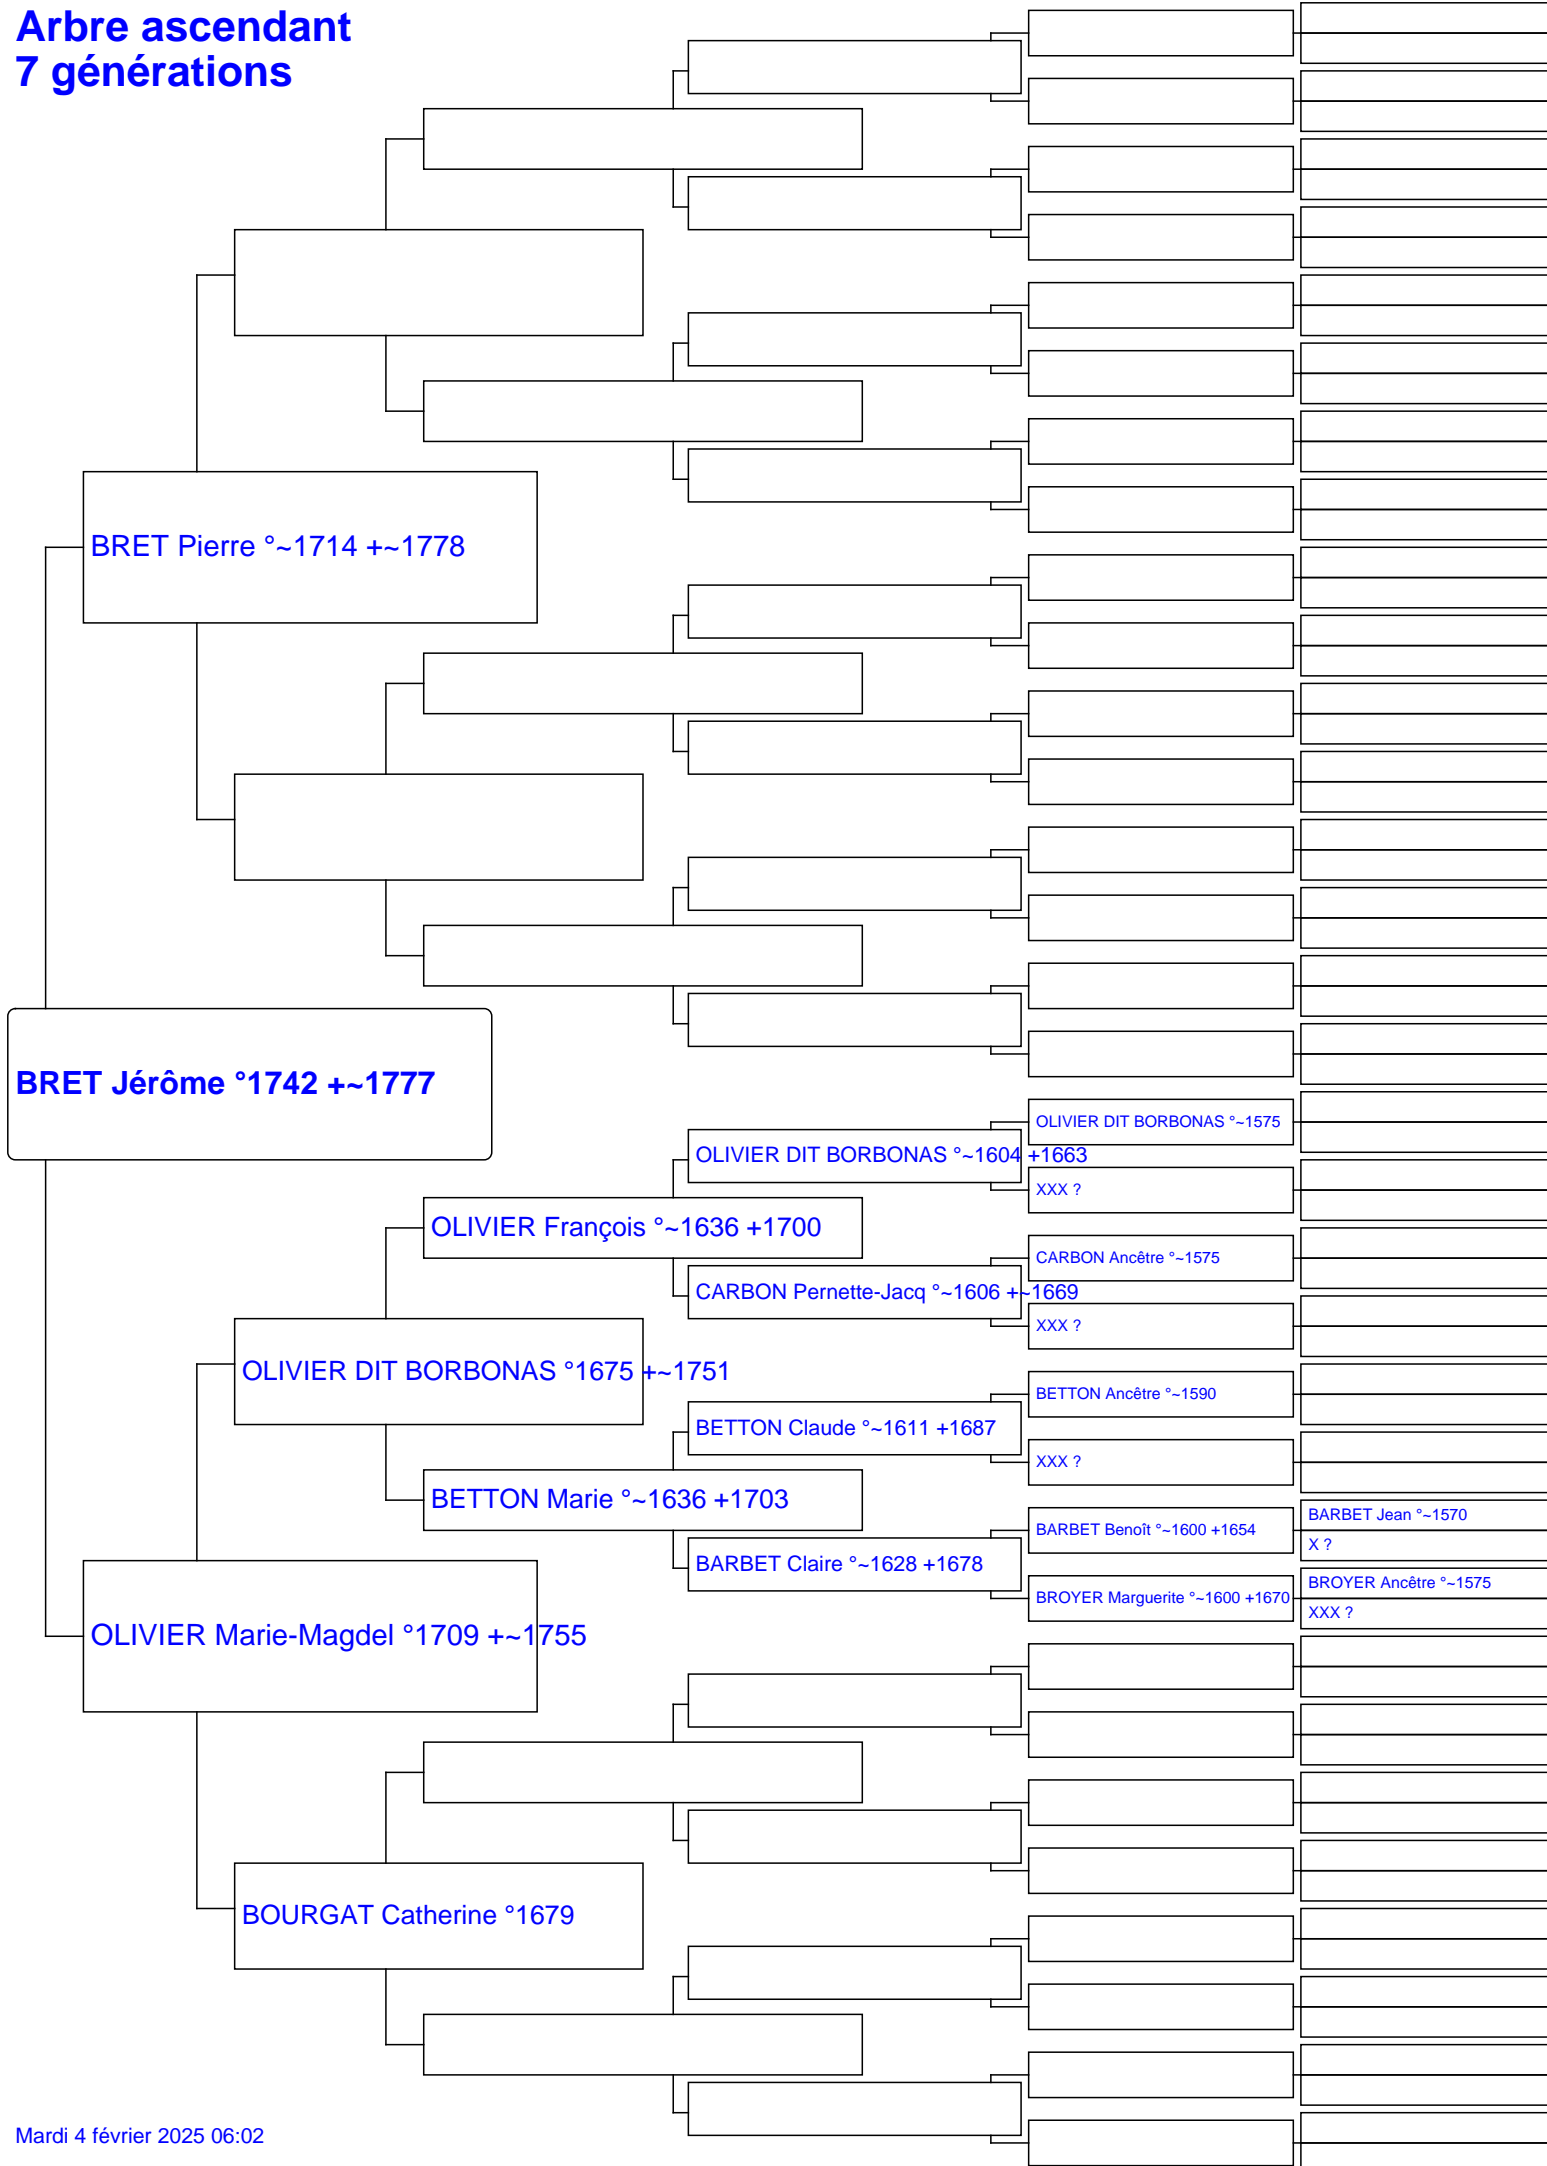 Arbre ascendant
7 générations
BRET Pierre °~1714 +~1778
BRET Jérôme °1742 +~1777
OLIVIER DIT BORBONAS °~1575
OLIVIER DIT BORBONAS °~1604 +1663
XXX ?
OLIVIER François °~1636 +1700
CARBON Ancêtre °~1575
CARBON Pernette-Jacq °~1606 +~1669
XXX ?
OLIVIER DIT BORBONAS °1675 +~1751
BETTON Ancêtre °~1590
BETTON Claude °~1611 +1687
XXX ?
BETTON Marie °~1636 +1703
BARBET Jean °~1570
BARBET Benoît °~1600 +1654
X ?
BARBET Claire °~1628 +1678
BROYER Ancêtre °~1575
BROYER Marguerite °~1600 +1670
XXX ?
OLIVIER Marie-Magdel °1709 +~1755
BOURGAT Catherine °1679
Mardi 4 février 2025 06:02